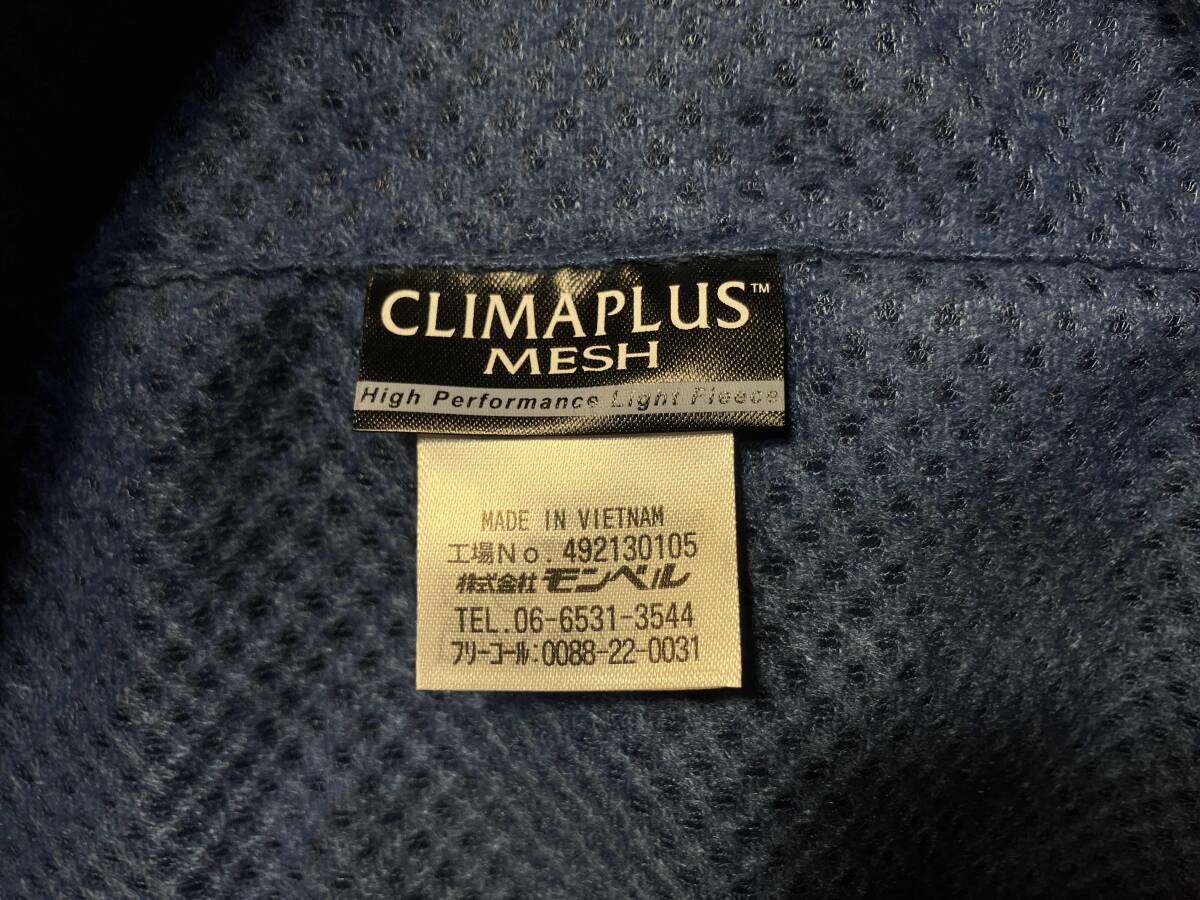 CLIMAPLUS™
MESH
High Performance Light Fleece
MADE IN VIETNAM
工場No.492130105
株式会社モンベル
TEL.06-6531-3544
フリーコール:0088-22-0031